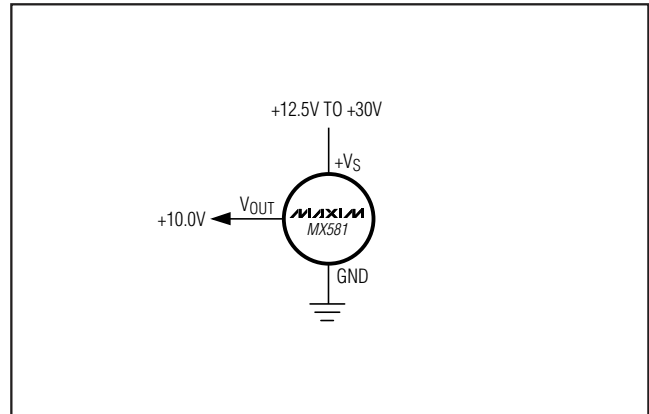 +12.5V TO +30V
+VS
VOUT
+10.0V
MAXIM
MX581
GND